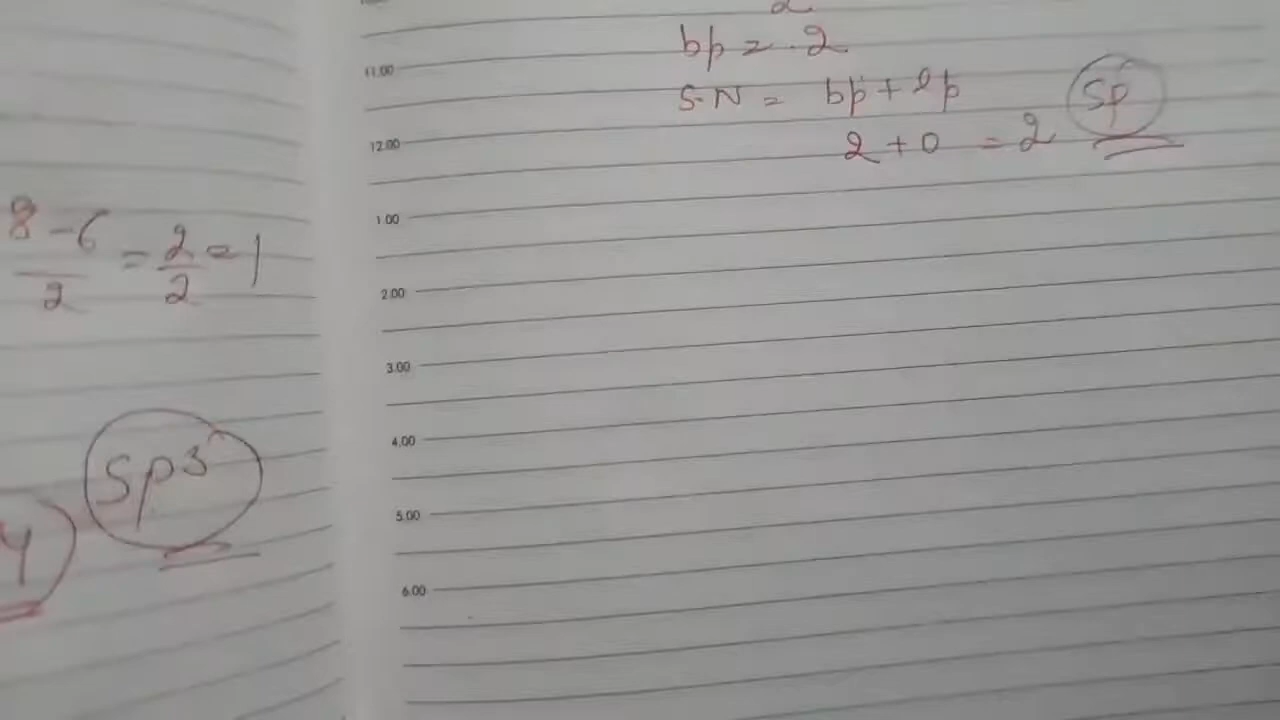 8-6/2 = 2/2 = 1
4 sp³
2
11.00 bp = 2
S.N = bp + lp sp
12.00 2 + 0 = 2
1.00
2.00
3.00
4.00
5.00
6.00